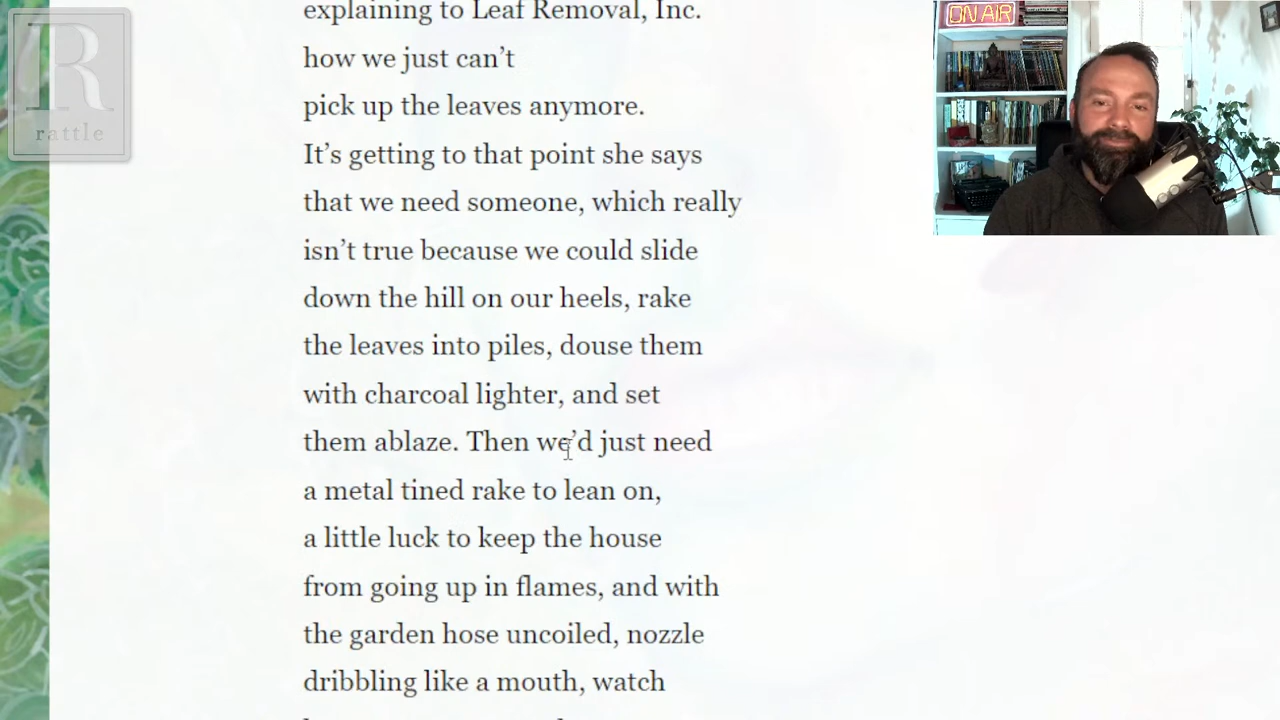 explaining to Leaf Removal, Inc.
how we just can’t
pick up the leaves anymore.
It’s getting to that point she says
that we need someone, which really
isn’t true because we could slide
down the hill on our heels, rake
the leaves into piles, douse them
with charcoal lighter, and set
them ablaze. Then we’d just need
a metal tined rake to lean on,
a little luck to keep the house
from going up in flames, and with
the garden hose uncoiled, nozzle
dribbling like a mouth, watch
R
rattle
ON AIR